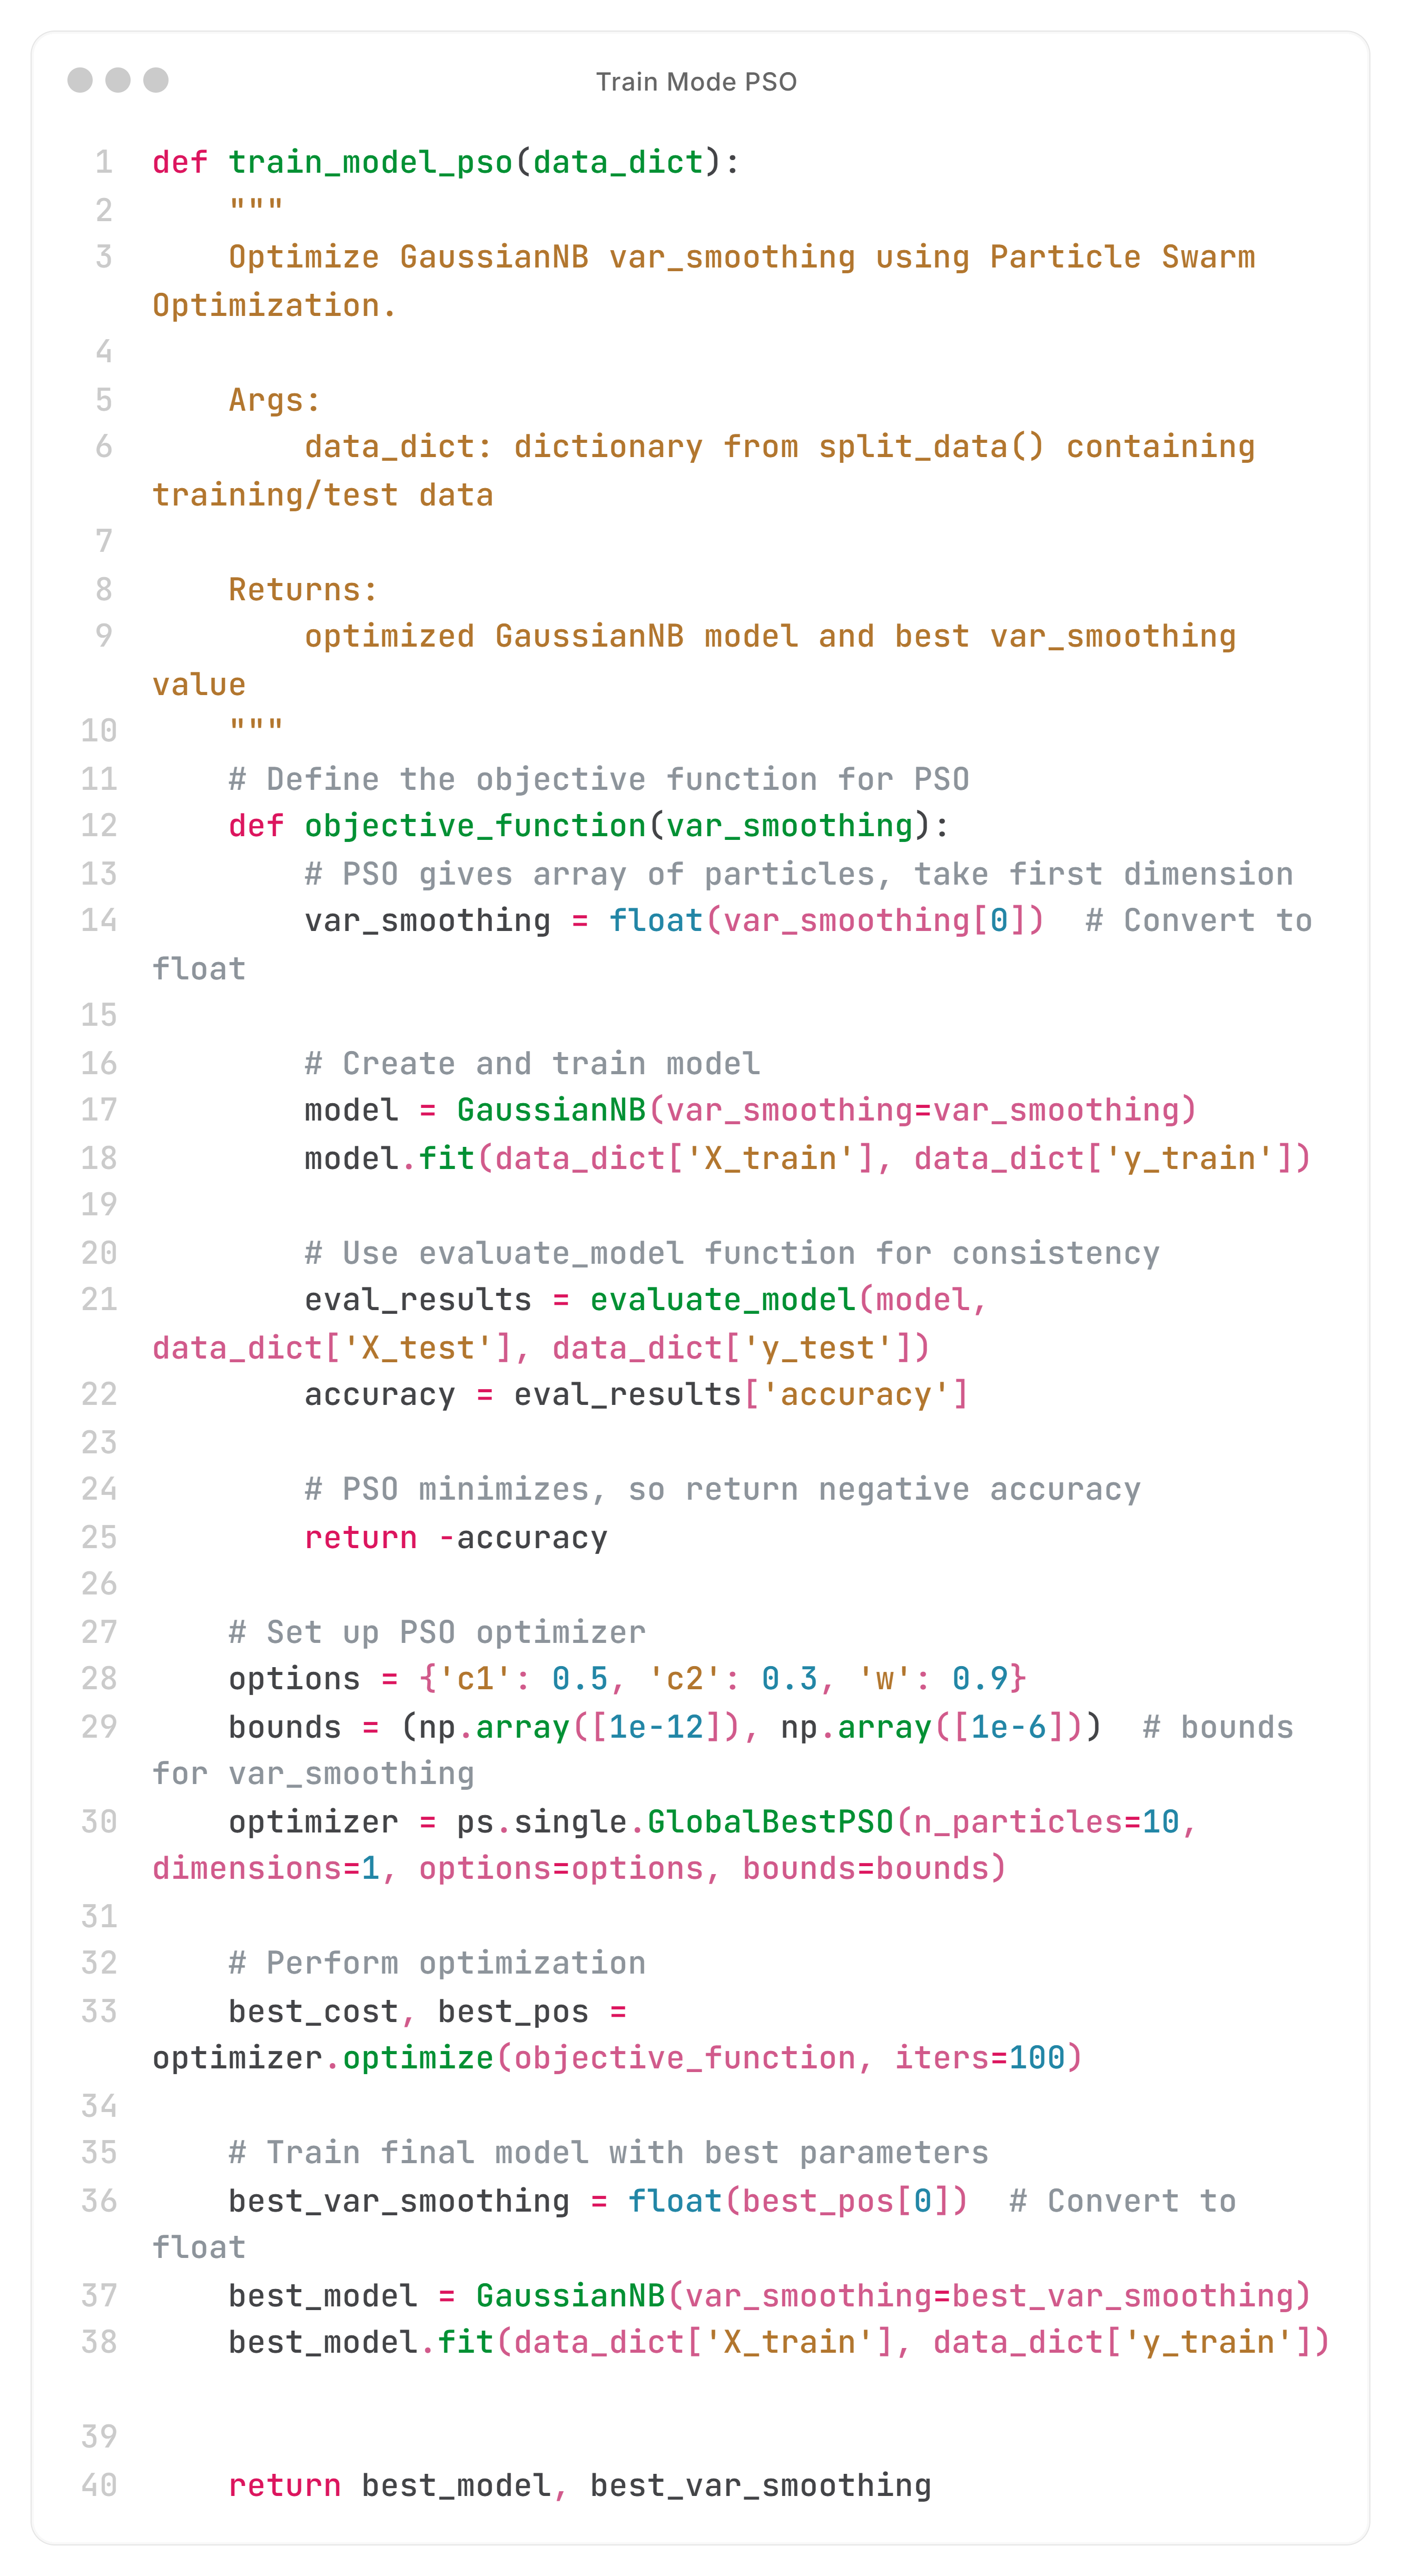 Train Mode PSO
1 def train_model_pso(data_dict):
2     """
3     Optimize GaussianNB var_smoothing using Particle Swarm
Optimization.
4
5     Args:
6         data_dict: dictionary from split_data() containing
training/test data
7
8     Returns:
9         optimized GaussianNB model and best var_smoothing
value
10     """
11     # Define the objective function for PSO
12     def objective_function(var_smoothing):
13         # PSO gives array of particles, take first dimension
14         var_smoothing = float(var_smoothing[0])  # Convert to
float
15
16         # Create and train model
17         model = GaussianNB(var_smoothing=var_smoothing)
18         model.fit(data_dict['X_train'], data_dict['y_train'])
19
20         # Use evaluate_model function for consistency
21         eval_results = evaluate_model(model,
data_dict['X_test'], data_dict['y_test'])
22         accuracy = eval_results['accuracy']
23
24         # PSO minimizes, so return negative accuracy
25         return -accuracy
26
27     # Set up PSO optimizer
28     options = {'c1': 0.5, 'c2': 0.3, 'w': 0.9}
29     bounds = (np.array([1e-12]), np.array([1e-6]))  # bounds
for var_smoothing
30     optimizer = ps.single.GlobalBestPSO(n_particles=10,
dimensions=1, options=options, bounds=bounds)
31
32     # Perform optimization
33     best_cost, best_pos =
optimizer.optimize(objective_function, iters=100)
34
35     # Train final model with best parameters
36     best_var_smoothing = float(best_pos[0])  # Convert to
float
37     best_model = GaussianNB(var_smoothing=best_var_smoothing)
38     best_model.fit(data_dict['X_train'], data_dict['y_train'])
39
40     return best_model, best_var_smoothing